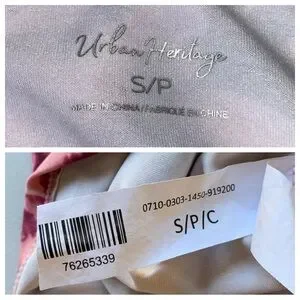 Urban Heritage
S/P
MADE IN CHINA / FABRIQUÉ EN CHINE
0710-0303-1450-919200
S/P/C
76265339